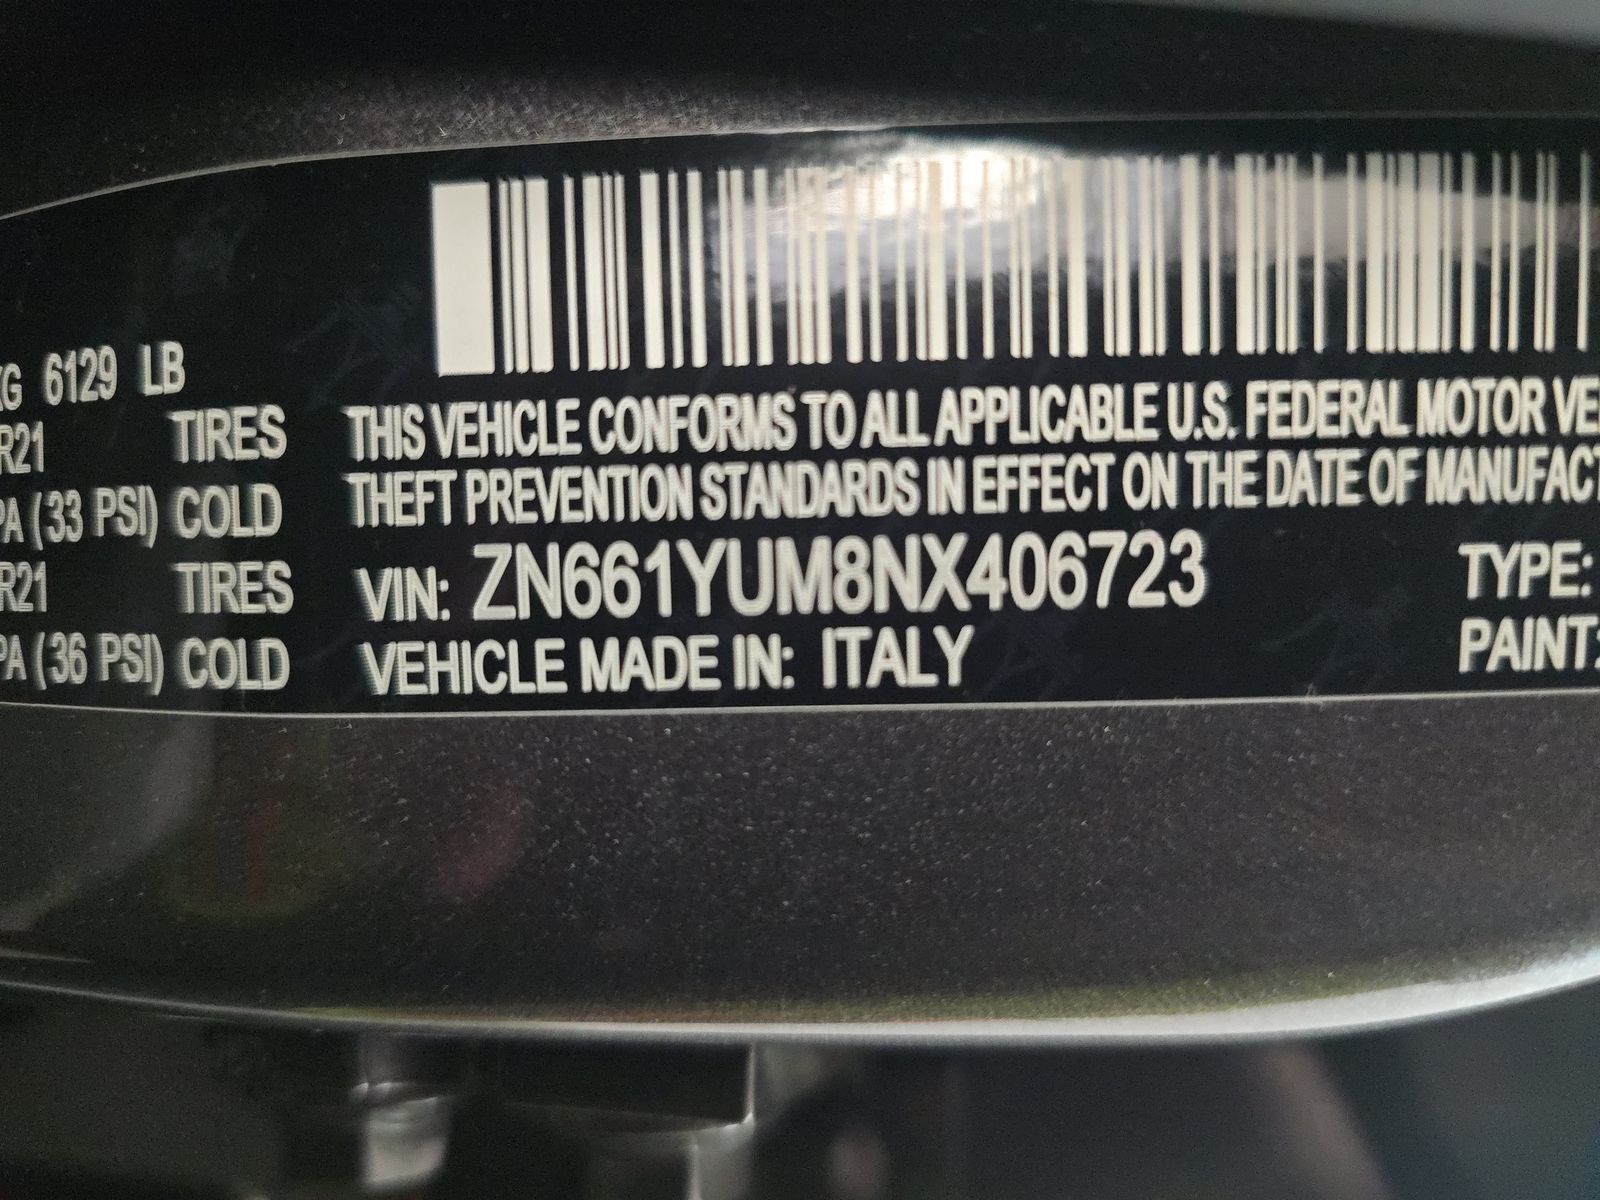 KG 6129 LB
R21 TIRES
PA (33 PSI) COLD
R21 TIRES
PA (36 PSI) COLD
THIS VEHICLE CONFORMS TO ALL APPLICABLE U.S. FEDERAL MOTOR VE
THEFT PREVENTION STANDARDS IN EFFECT ON THE DATE OF MANUFACT
VIN: ZN661YUM8NX406723
VEHICLE MADE IN: ITALY
TYPE:
PAINT: